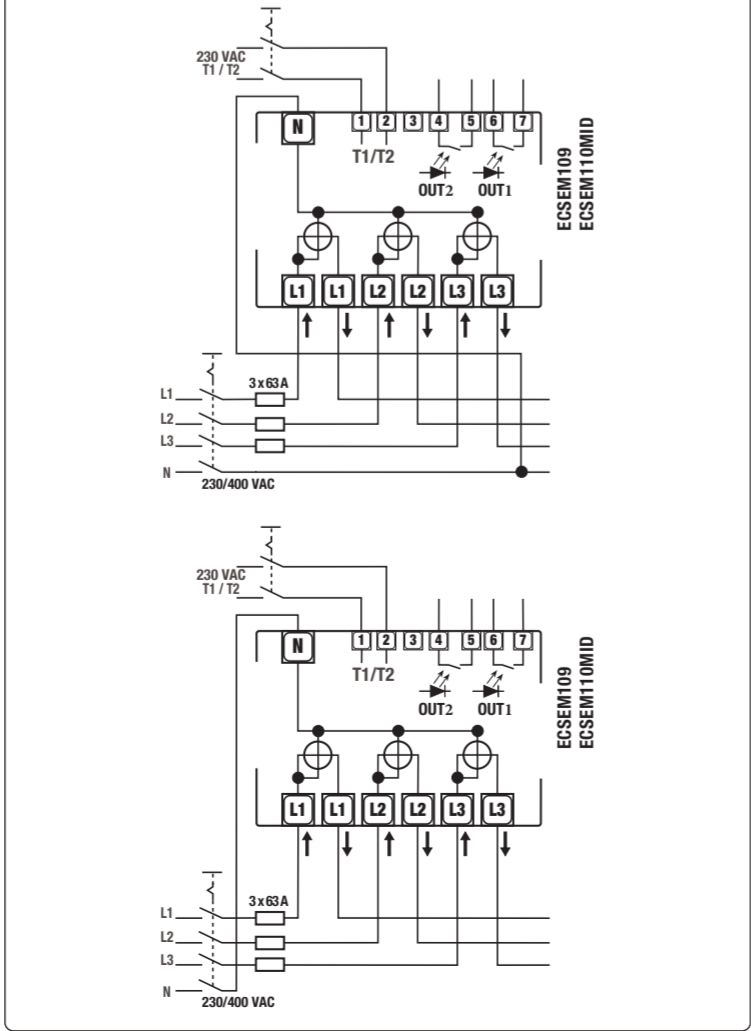 230 VAC
T1 / T2
N
1 2 3 4 5 6 7
T1/T2
OUT2 OUT1
ECSEM109
ECSEM110MID
L1 L1 L2 L2 L3 L3
3 x 63A
L1
L2
L3
N
230/400 VAC
230 VAC
T1 / T2
N
1 2 3 4 5 6 7
T1/T2
OUT2 OUT1
ECSEM109
ECSEM110MID
L1 L1 L2 L2 L3 L3
3 x 63A
L1
L2
L3
N
230/400 VAC